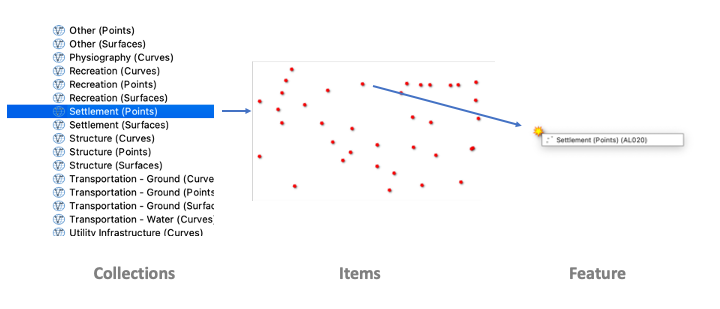 Other (Points)
Other (Surfaces)
Physiography (Curves)
Recreation (Curves)
Recreation (Points)
Recreation (Surfaces)
Settlement (Points)
Settlement (Surfaces)
Structure (Curves)
Structure (Points)
Structure (Surfaces)
Transportation - Ground (Curve
Transportation - Ground (Points
Transportation - Ground (Surfac
Transportation - Water (Curves)
Utility Infrastructure (Curves)
Settlement (Points) (AL020)
Collections
Items
Feature